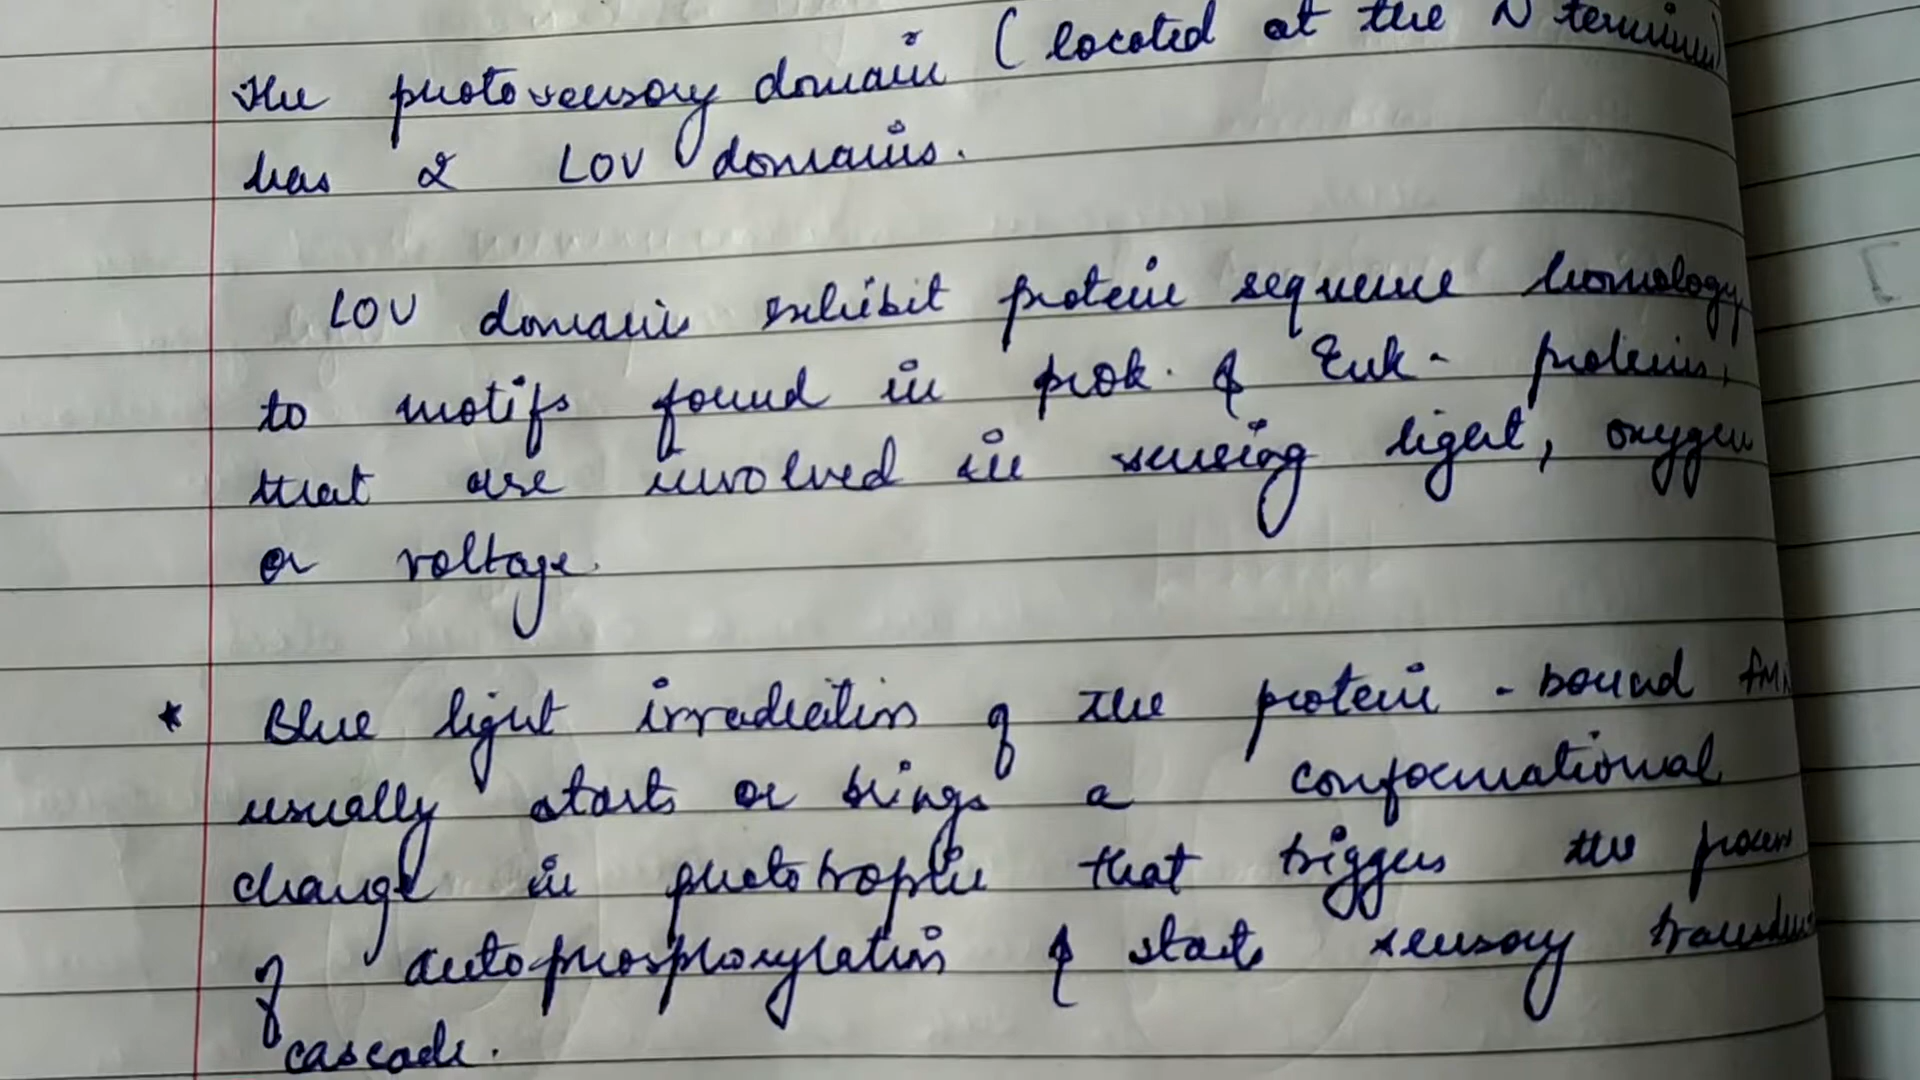 The photosensory domain (located at the N terminus)
has 2 LOV domains.
LOV domains exhibit protein sequence homology
to motifs found in prok. & Euk- proteins,
that are involved in sensing light, oxygen
or voltage.
* Blue light irradiation of the protein-bound FMN
usually starts or brings a conformational
change in phototropin that triggers the process
of autophosphorylation & starts sensory
cascade.